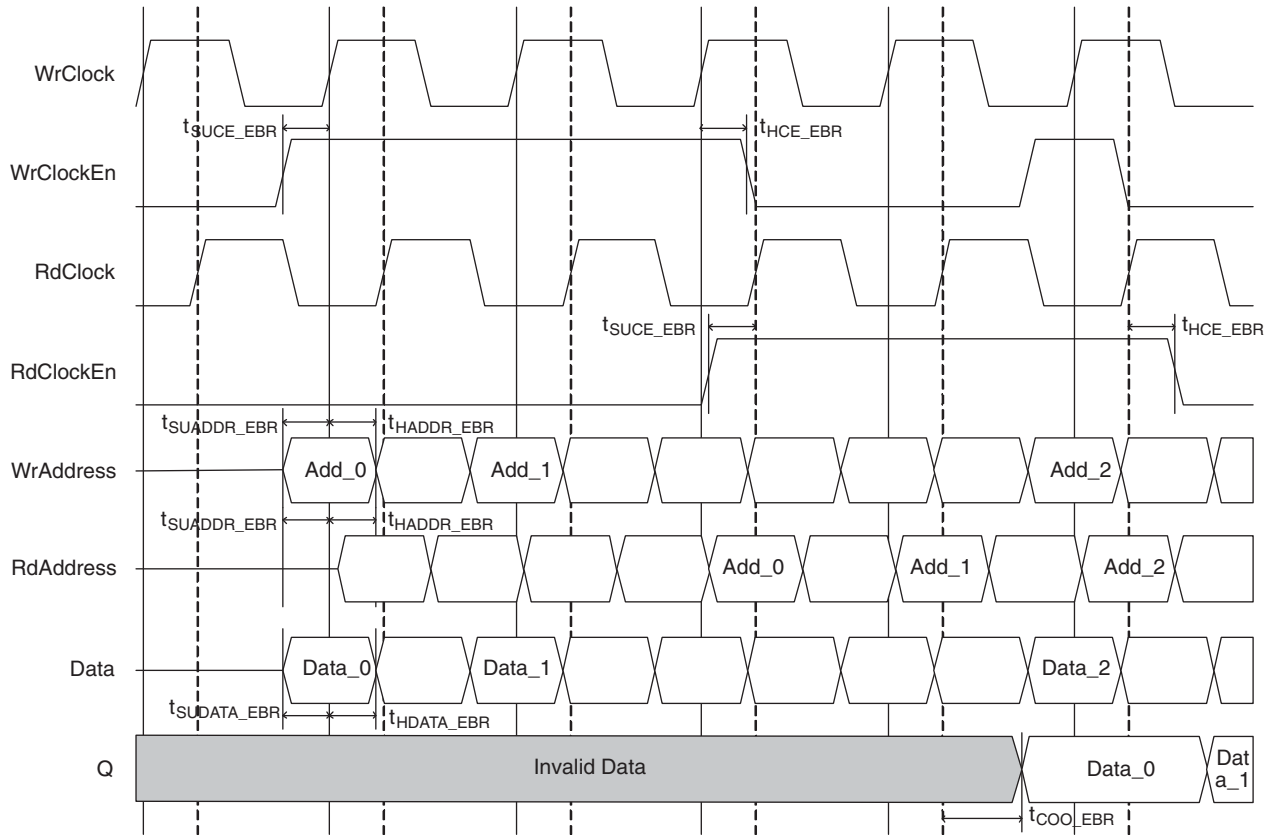 WrClock
tSUCE_EBR tHCE_EBR
WrClockEn
RdClock
tSUCE_EBR tHCE_EBR
RdClockEn
tSUADDR_EBR tHADDR_EBR
WrAddress Add_0 Add_1 Add_2
tSUADDR_EBR tHADDR_EBR
RdAddress Add_0 Add_1 Add_2
Data Data_0 Data_1 Data_2
tSUDATA_EBR tHDATA_EBR
Q Invalid Data Data_0 Dat
a_1
tCOO_EBR